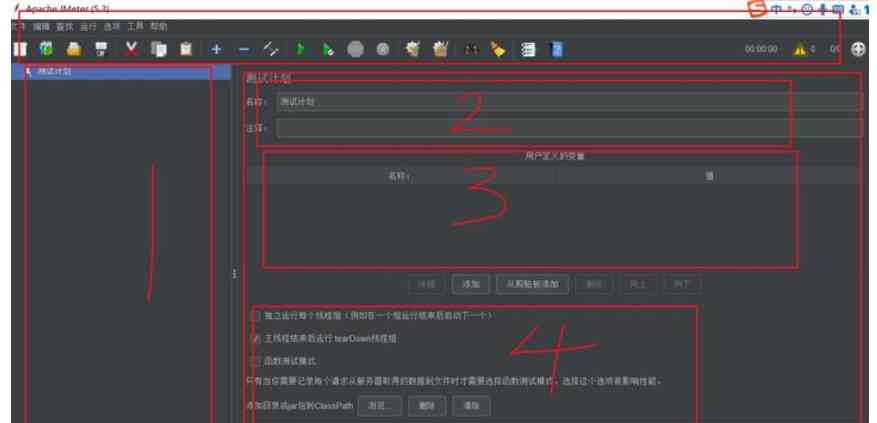 Apache JMeter (5.3)
文件 编辑 查找 运行 选项 工具 帮助
00:00:00 0 0/0
测试计划
测试计划
名称： 测试计划
注释：
用户定义的变量
名称： 值
详细 添加 从剪贴板添加 删除 向上 向下
独立运行每个线程组（例如在一个组运行结束后启动下一个）
主线程结束后运行 tearDown线程组
函数测试模式
只有当你需要记录每个请求从服务器取得的数据到文件时才需要选择函数测试模式。选择这个选项很影响性能。
添加目录或jar包到ClassPath 浏览... 删除 清除
1
2
3
4